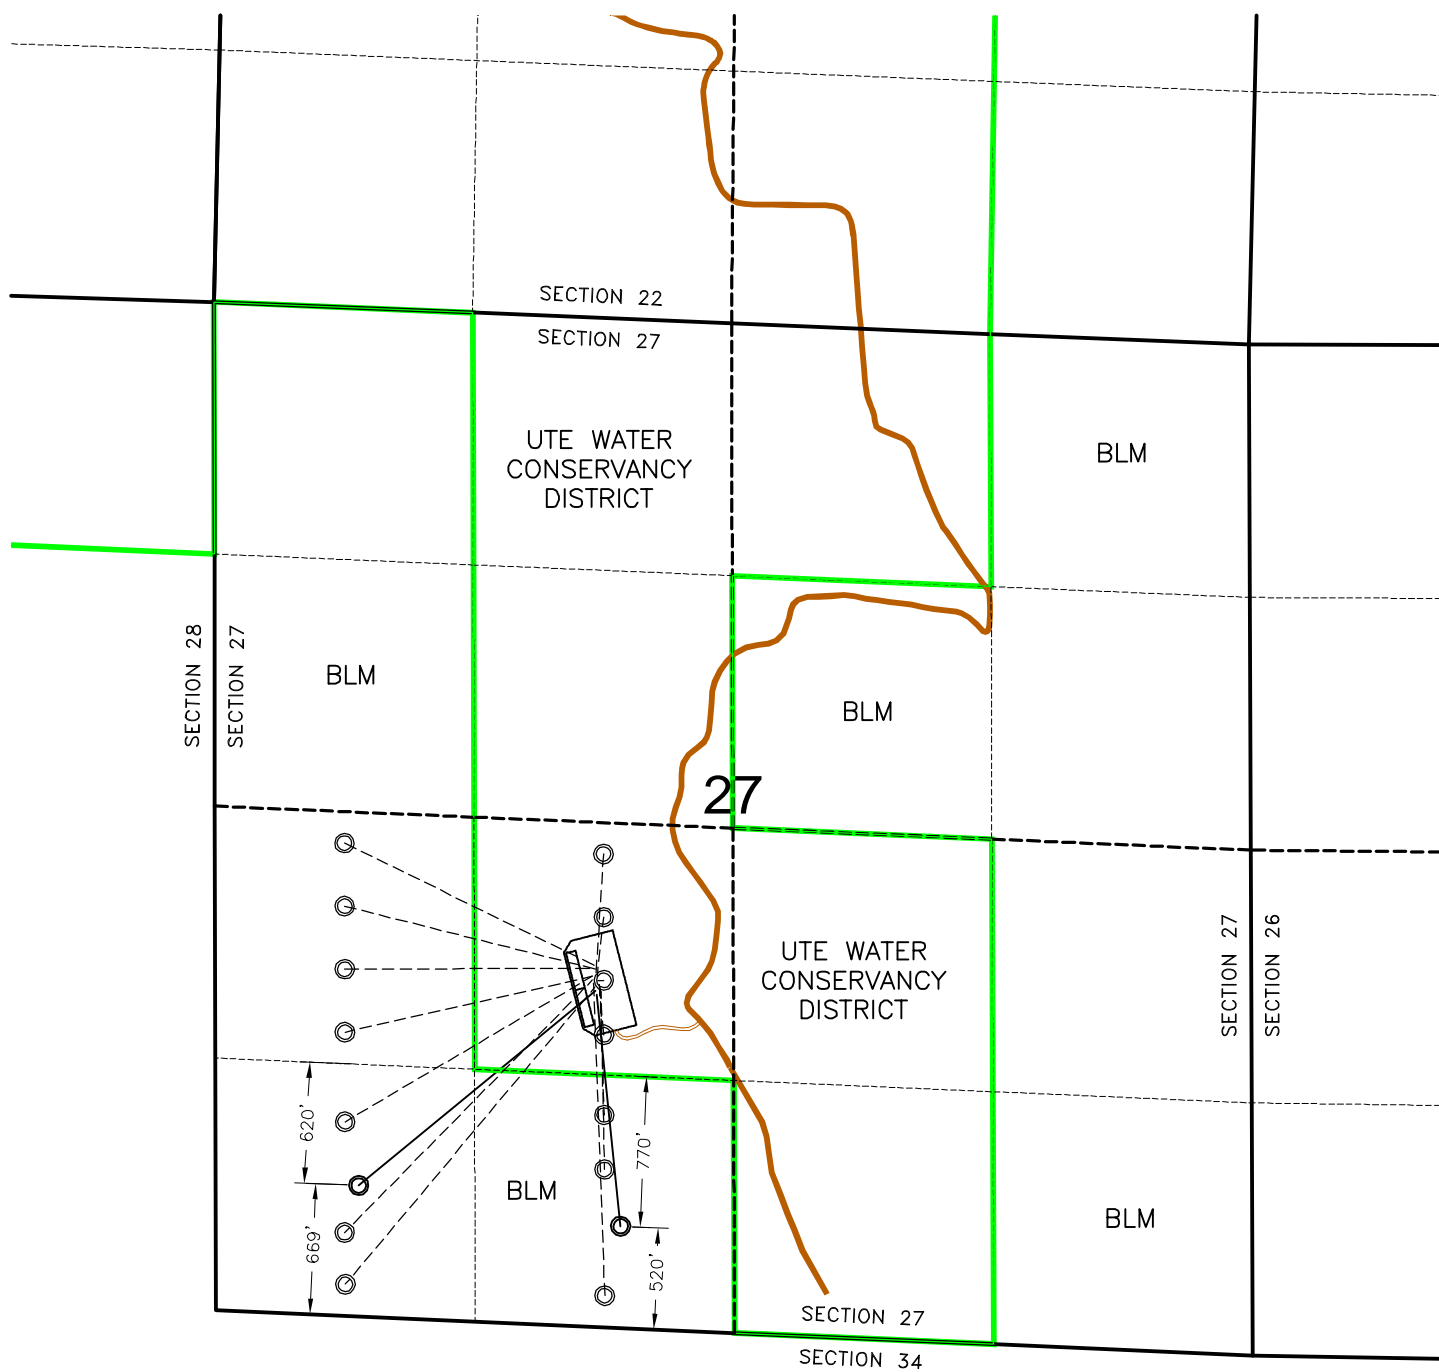 SECTION 22
SECTION 27
UTE WATER
CONSERVANCY
DISTRICT
BLM
SECTION 28
SECTION 27
BLM
BLM
27
UTE WATER
CONSERVANCY
DISTRICT
SECTION 27
SECTION 26
620'
669'
770'
520'
BLM
BLM
SECTION 27
SECTION 34